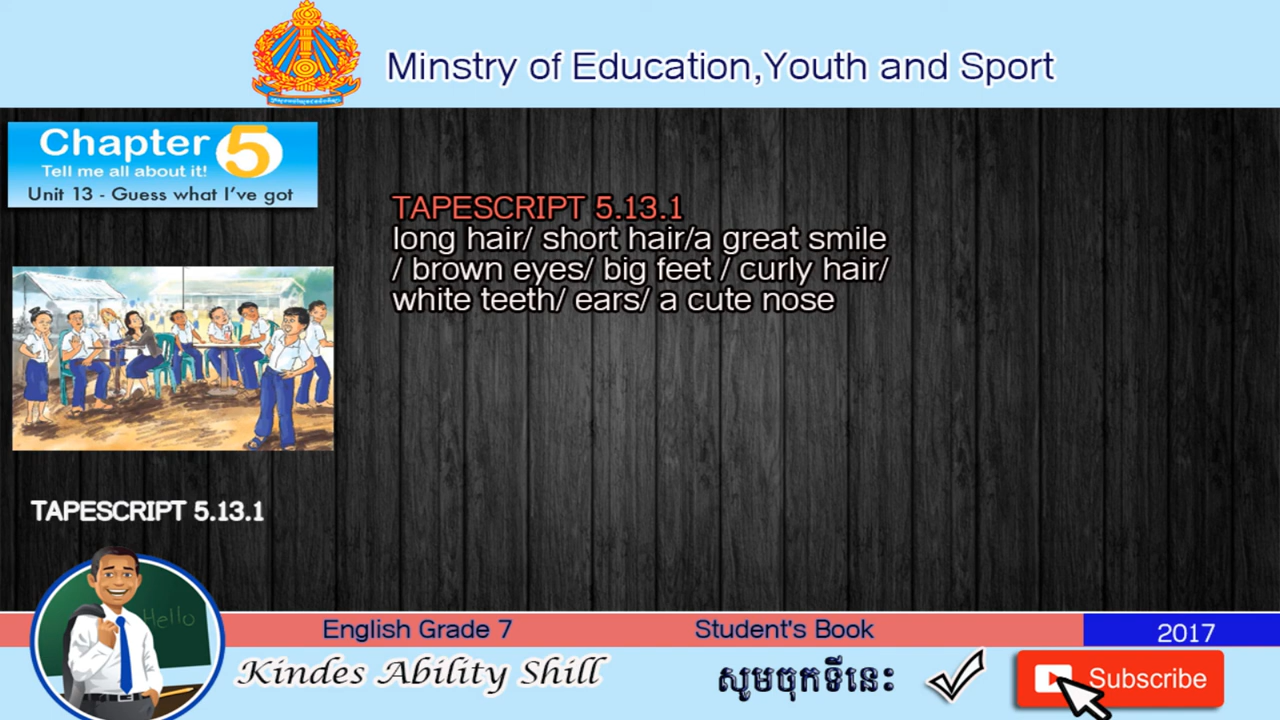 Minstry of Education,Youth and Sport
Chapter 5
Tell me all about it!
Unit 13 - Guess what I've got
TAPESCRIPT 5.13.1
long hair/ short hair/a great smile
/ brown eyes/ big feet / curly hair/
white teeth/ ears/ a cute nose
TAPESCRIPT 5.13.1
Hello
English Grade 7
Student's Book
2017
Kindes Ability Shill
សូមចុកទីនេះ
Subscribe